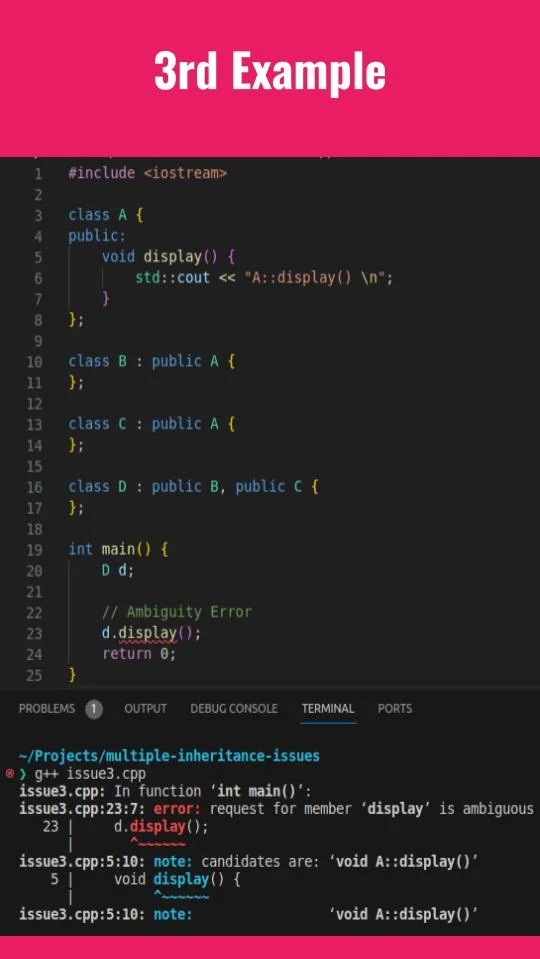 3rd Example
1 #include <iostream>
2
3 class A {
4 public:
5 void display() {
6 std::cout << "A::display() \n";
7 }
8 };
9
10 class B : public A {
11 };
12
13 class C : public A {
14 };
15
16 class D : public B, public C {
17 };
18
19 int main() {
20 D d;
21
22 // Ambiguity Error
23 d.display();
24 return 0;
25 }
PROBLEMS 1 OUTPUT DEBUG CONSOLE TERMINAL PORTS
~/Projects/multiple-inheritance-issues
❯ g++ issue3.cpp
issue3.cpp: In function ‘int main()’:
issue3.cpp:23:7: error: request for member ‘display’ is ambiguous
23 | d.display();
| ^~~~~~~
issue3.cpp:5:10: note: candidates are: ‘void A::display()’
5 | void display() {
| ^~~~~~~
issue3.cpp:5:10: note: ‘void A::display()’